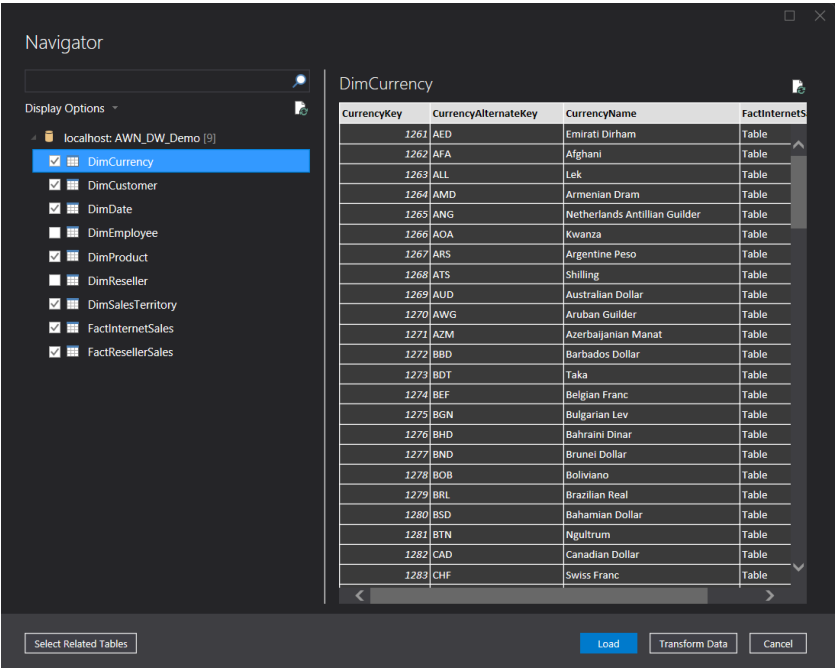 Navigator
Display Options
localhost: AWN_DW_Demo [9]
DimCurrency
DimCustomer
DimDate
DimEmployee
DimProduct
DimReseller
DimSalesTerritory
FactInternetSales
FactResellerSales
DimCurrency
CurrencyKey CurrencyAlternateKey CurrencyName FactInternetS
1261 AED Emirati Dirham Table
1262 AFA Afghani Table
1263 ALL Lek Table
1264 AMD Armenian Dram Table
1265 ANG Netherlands Antillian Guilder Table
1266 AOA Kwanza Table
1267 ARS Argentine Peso Table
1268 ATS Shilling Table
1269 AUD Australian Dollar Table
1270 AWG Aruban Guilder Table
1271 AZM Azerbaijanian Manat Table
1272 BBD Barbados Dollar Table
1273 BDT Taka Table
1274 BEF Belgian Franc Table
1275 BGN Bulgarian Lev Table
1276 BHD Bahraini Dinar Table
1277 BND Brunei Dollar Table
1278 BOB Boliviano Table
1279 BRL Brazilian Real Table
1280 BSD Bahamian Dollar Table
1281 BTN Ngultrum Table
1282 CAD Canadian Dollar Table
1283 CHF Swiss Franc Table
Select Related Tables
Load
Transform Data
Cancel